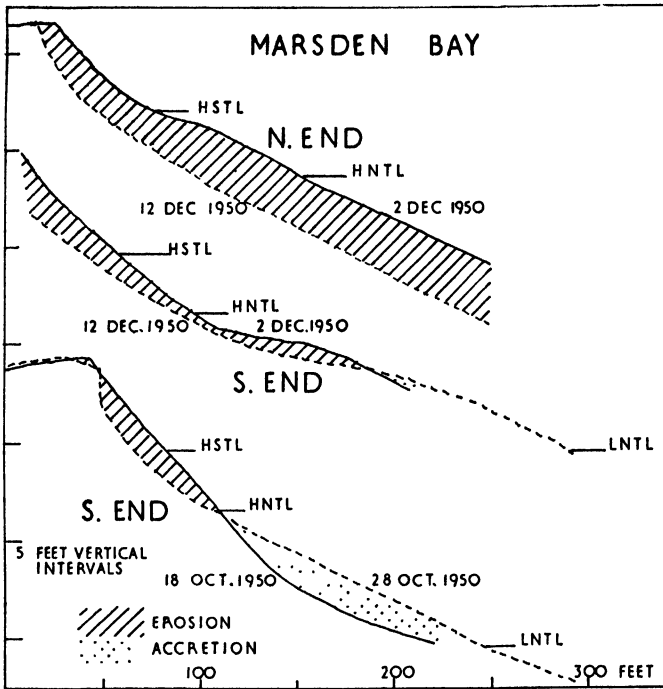 MARSDEN BAY
HSTL
N. END
HNTL
12 DEC 1950
2 DEC 1950
HSTL
HNTL
12 DEC. 1950
2 DEC. 1950
S. END
HSTL
LNTL
S. END
HNTL
5 FEET VERTICAL
INTERVALS
18 OCT. 1950
28 OCT. 1950
EROSION
ACCRETION
LNTL
100
200
300 FEET